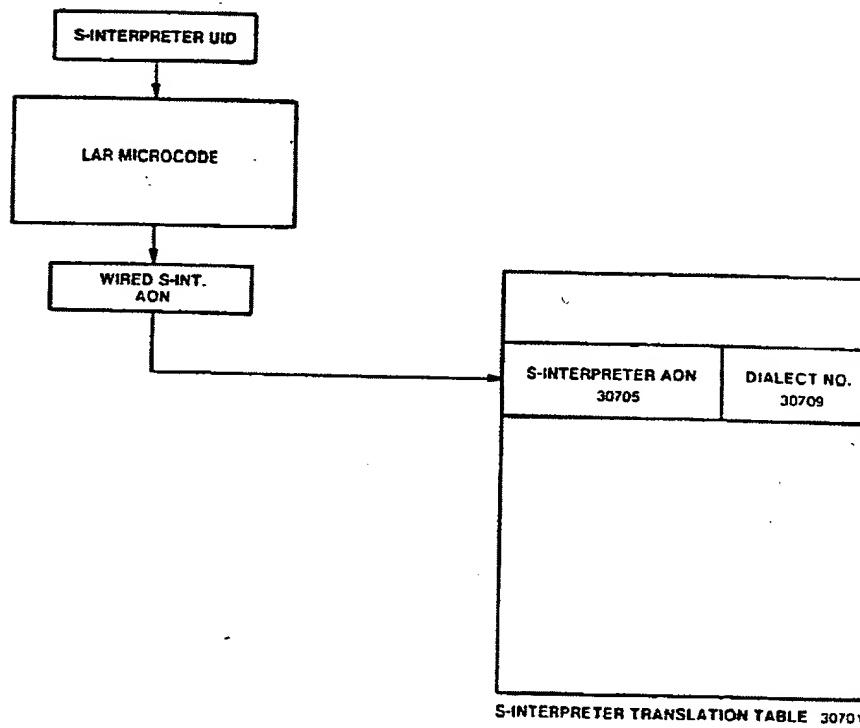 S-INTERPRETER UID
LAR MICROCODE
WIRED S-INT.
AON
S-INTERPRETER AON
30705
DIALECT NO.
30709
S-INTERPRETER TRANSLATION TABLE 30701